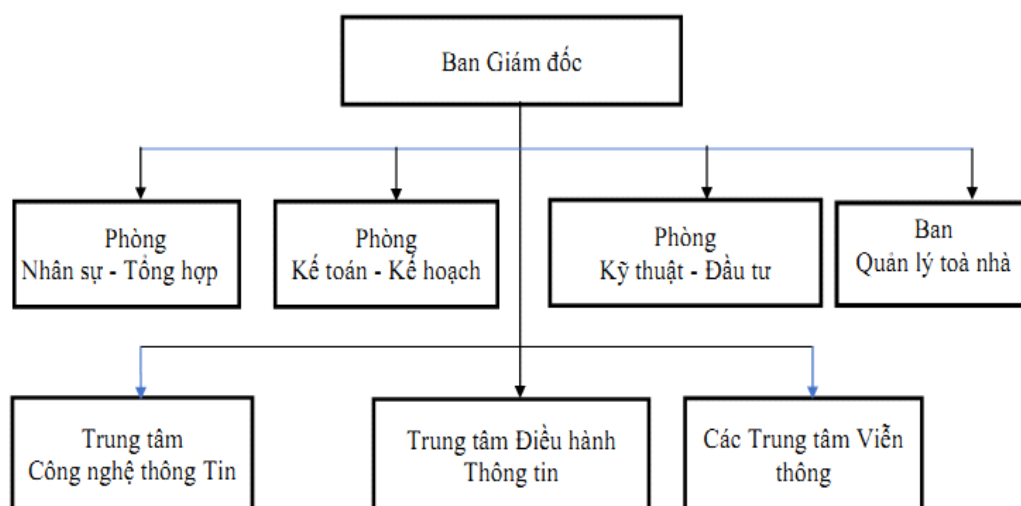 Ban Giám đốc
Phòng
Nhân sự - Tổng hợp
Phòng
Kế toán - Kế hoạch
Phòng
Kỹ thuật - Đầu tư
Ban
Quản lý toà nhà
Trung tâm
Công nghệ thông Tin
Trung tâm Điều hành
Thông tin
Các Trung tâm Viễn
thông